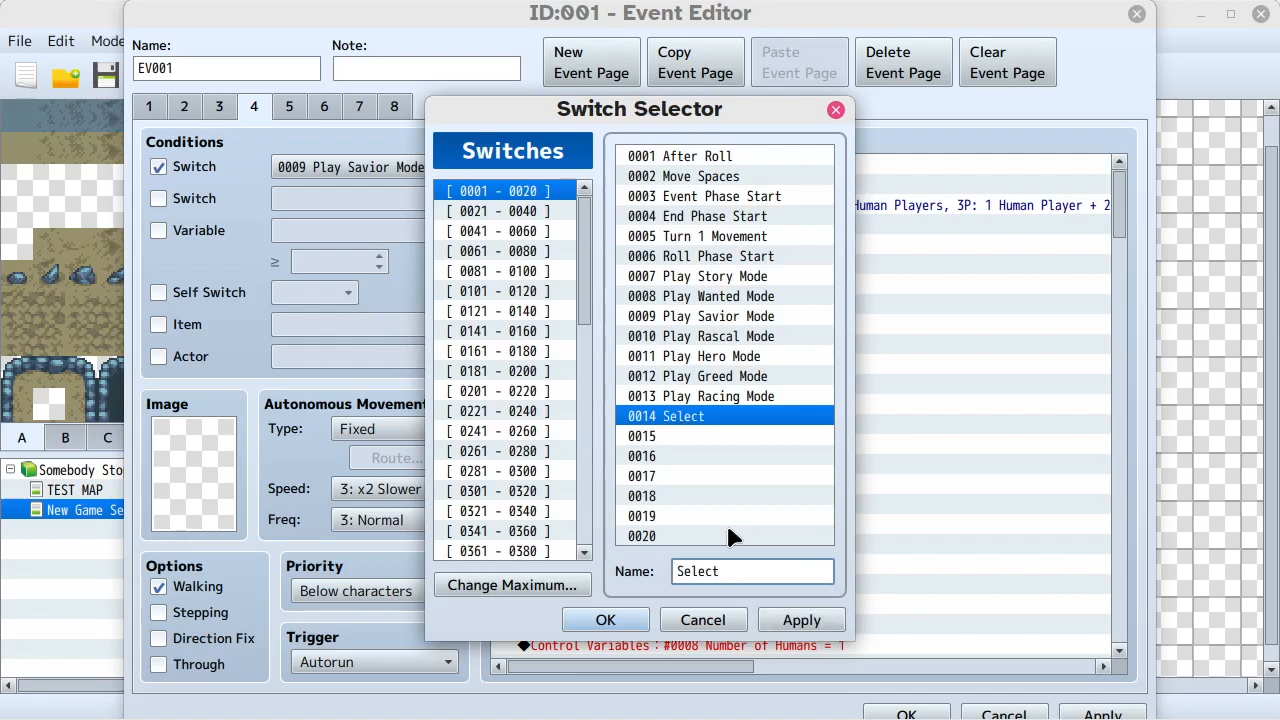 ID:001 - Event Editor
File Edit Mode
Name:
Note:
EV001
New
Event Page
Copy
Event Page
Paste
Event Page
Delete
Event Page
Clear
Event Page
1 2 3 4 5 6 7 8
Conditions
Switch
0009 Play Savior Mode
Switch
Variable
≥
Self Switch
Item
Actor
Image
Autonomous Movement
Type:
Fixed
Route...
Speed:
3: x2 Slower
Freq:
3: Normal
Options
Walking
Stepping
Direction Fix
Through
Priority
Below characters
Trigger
Autorun
A B C
Somebody Sto
TEST MAP
New Game Se
Human Players, 3P: 1 Human Player + 2
◆Control Variables：#0008 Number of Humans = 1
OK Cancel Apply
Switch Selector
Switches
[ 0001 - 0020 ]
[ 0021 - 0040 ]
[ 0041 - 0060 ]
[ 0061 - 0080 ]
[ 0081 - 0100 ]
[ 0101 - 0120 ]
[ 0121 - 0140 ]
[ 0141 - 0160 ]
[ 0161 - 0180 ]
[ 0181 - 0200 ]
[ 0201 - 0220 ]
[ 0221 - 0240 ]
[ 0241 - 0260 ]
[ 0261 - 0280 ]
[ 0281 - 0300 ]
[ 0301 - 0320 ]
[ 0321 - 0340 ]
[ 0341 - 0360 ]
[ 0361 - 0380 ]
Change Maximum...
0001 After Roll
0002 Move Spaces
0003 Event Phase Start
0004 End Phase Start
0005 Turn 1 Movement
0006 Roll Phase Start
0007 Play Story Mode
0008 Play Wanted Mode
0009 Play Savior Mode
0010 Play Rascal Mode
0011 Play Hero Mode
0012 Play Greed Mode
0013 Play Racing Mode
0014 Select
0015
0016
0017
0018
0019
0020
Name:
Select
OK Cancel Apply